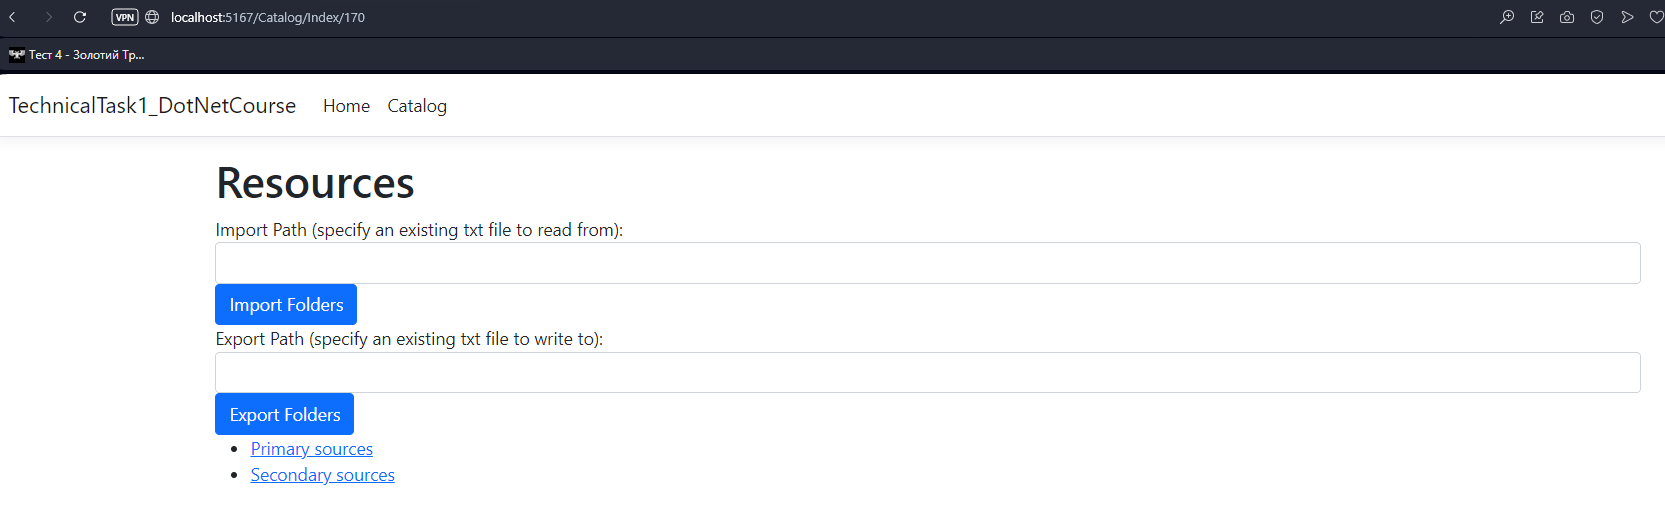 VPN localhost:5167/Catalog/Index/170
Тест 4 - Золотий Тр...
TechnicalTask1_DotNetCourse Home Catalog
Resources
Import Path (specify an existing txt file to read from):
Import Folders
Export Path (specify an existing txt file to write to):
Export Folders
Primary sources
Secondary sources